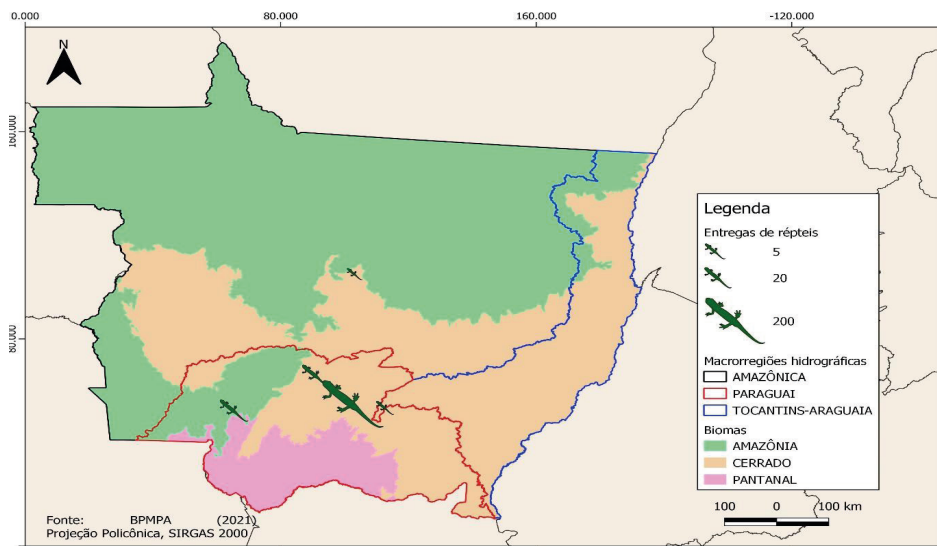 0.000 80.000 160.000 -120.000
N
160.000
80.000
Legenda
Entregas de répteis
5
20
200
Macrorregiões hidrográficas
AMAZÔNICA
PARAGUAI
TOCANTINS-ARAGUAIA
Biomas
AMAZÔNIA
CERRADO
PANTANAL
100 0 100 km
Fonte: BPMPA (2021)
Projeção Policônica, SIRGAS 2000